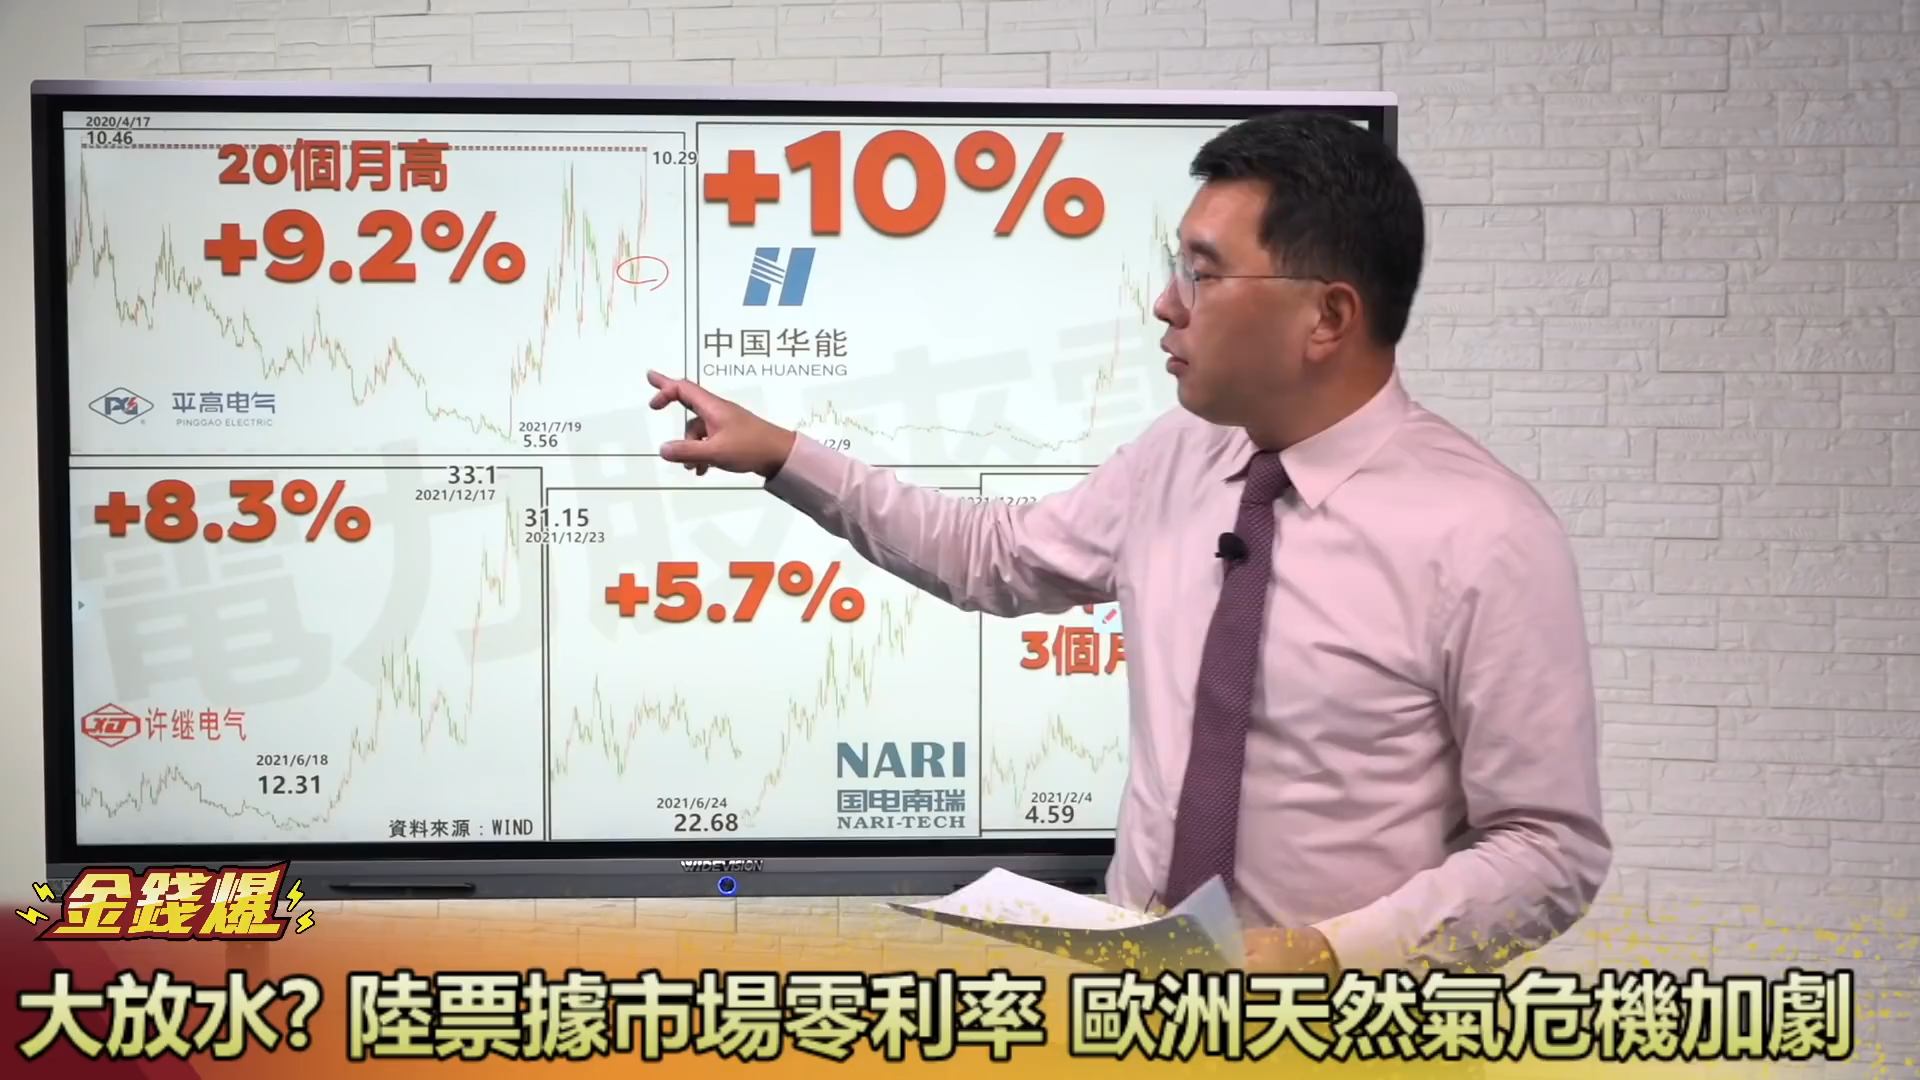 2020/4/17
10.46
20個月高
10.29
+9.2%
平高电气
PINGGAO ELECTRIC
2021/7/19
5.56
+10%
中国华能
CHINA HUANENG
+8.3%
33.1
2021/12/17
31.15
2021/12/23
许继电气
2021/6/18
12.31
資料來源：WIND
+5.7%
2021/6/24
22.68
NARI
国电南瑞
NARI-TECH
3個月
2021/2/4
4.59
WIDEVISION
金錢爆
大放水? 陸票據市場零利率 歐洲天然氣危機加劇